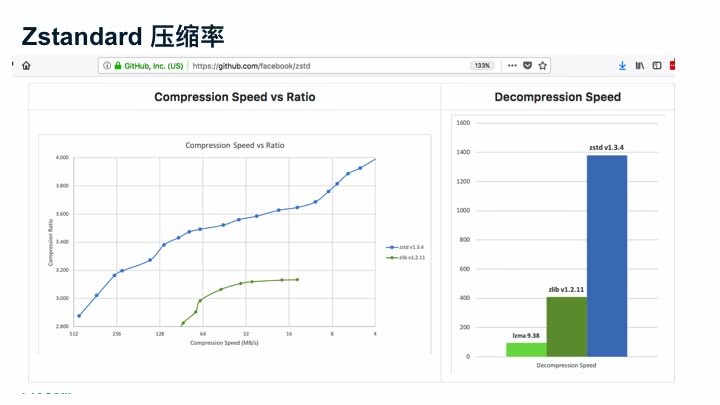 Zstandard 压缩率
GitHub, Inc. (US)
https://github.com/facebook/zstd
133%
Compression Speed vs Ratio
Decompression Speed
Compression Speed vs Ratio
4.000
3.800
3.600
3.400
3.200
3.000
2.800
Compression Ratio
512 256 128 64 32 16 8 4
Compression Speed (MB/s)
zstd v1.3.4
zlib v1.2.11
1600
1400
1200
1000
800
600
400
200
0
zstd v1.3.4
zlib v1.2.11
lzma 9.38
Decompression Speed